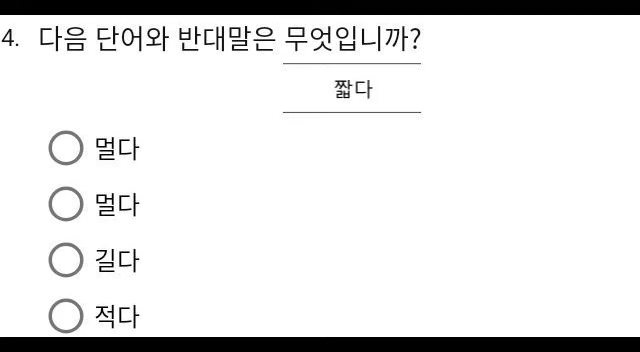 4. 다음 단어와 반대말은 무엇입니까?
짧다
멀다
멀다
길다
적다